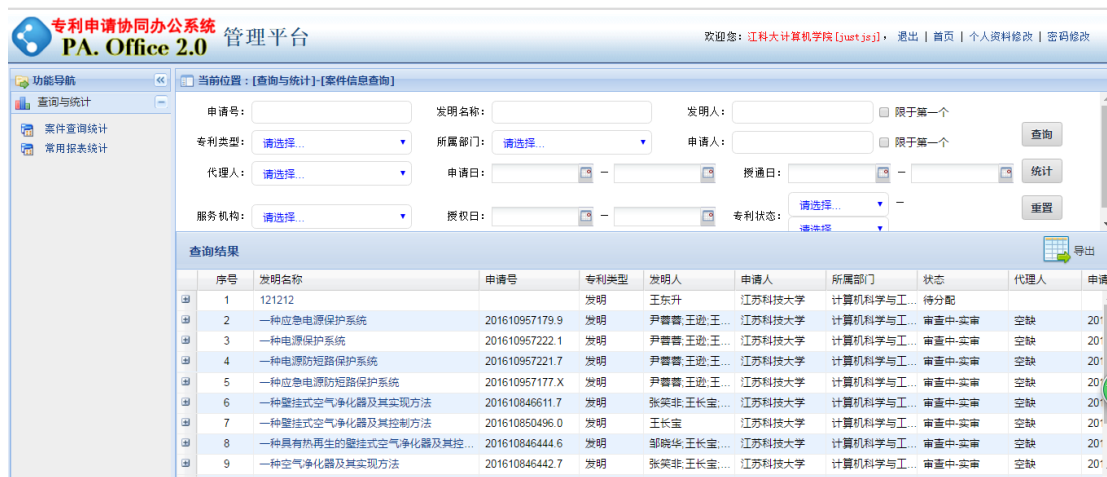 专利申请协同办公系统
PA. Office 2.0 管理平台
欢迎您：江科大计算机学院[justjsj]， 退出 | 首页 | 个人资料修改 | 密码修改
功能导航
查询与统计
案件查询统计
常用报表统计
当前位置：[查询与统计]-[案件信息查询]
申请号： 发明名称： 发明人： 限于第一个
专利类型： 请选择... 所属部门： 请选择... 申请人： 限于第一个 查询
代理人： 请选择... 申请日： — 授通日： — 统计
服务机构： 请选择... 授权日： — 专利状态： 请选择... — 重置
请选择...
查询结果 导出
序号 发明名称 申请号 专利类型 发明人 申请人 所属部门 状态 代理人 申请
1 121212 发明 王东升 江苏科技大学 计算机科学与工... 待分配
2 一种应急电源保护系统 201610957179.9 发明 尹蓉蓉;王逊;王... 江苏科技大学 计算机科学与工... 审查中-实审 空缺 201
3 一种电源保护系统 201610957222.1 发明 尹蓉蓉;王逊;王... 江苏科技大学 计算机科学与工... 审查中-实审 空缺 201
4 一种电源防短路保护系统 201610957221.7 发明 尹蓉蓉;王逊;王... 江苏科技大学 计算机科学与工... 审查中-实审 空缺 201
5 一种应急电源防短路保护系统 201610957177.X 发明 尹蓉蓉;王逊;王... 江苏科技大学 计算机科学与工... 审查中-实审 空缺 201
6 一种壁挂式空气净化器及其实现方法 201610846611.7 发明 张笑非;王长宝;... 江苏科技大学 计算机科学与工... 审查中-实审 空缺 201
7 一种壁挂式空气净化器及其控制方法 201610850496.0 发明 王长宝 江苏科技大学 计算机科学与工... 审查中-实审 空缺 201
8 一种具有热再生的壁挂式空气净化器及其控... 201610846444.6 发明 邹晓华;王长宝;... 江苏科技大学 计算机科学与工... 审查中-实审 空缺 201
9 一种空气净化器及其实现方法 201610846442.7 发明 张笑非;王长宝;... 江苏科技大学 计算机科学与工... 审查中-实审 空缺 201